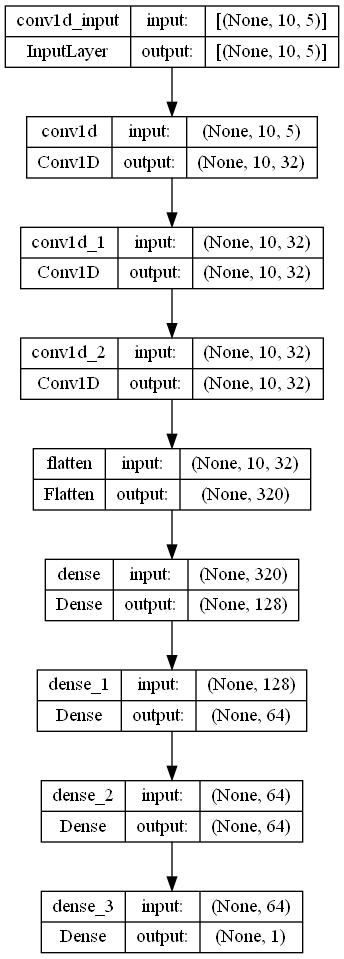 conv1d_input input: [(None, 10, 5)]
InputLayer output: [(None, 10, 5)]
conv1d input: (None, 10, 5)
Conv1D output: (None, 10, 32)
conv1d_1 input: (None, 10, 32)
Conv1D output: (None, 10, 32)
conv1d_2 input: (None, 10, 32)
Conv1D output: (None, 10, 32)
flatten input: (None, 10, 32)
Flatten output: (None, 320)
dense input: (None, 320)
Dense output: (None, 128)
dense_1 input: (None, 128)
Dense output: (None, 64)
dense_2 input: (None, 64)
Dense output: (None, 64)
dense_3 input: (None, 64)
Dense output: (None, 1)